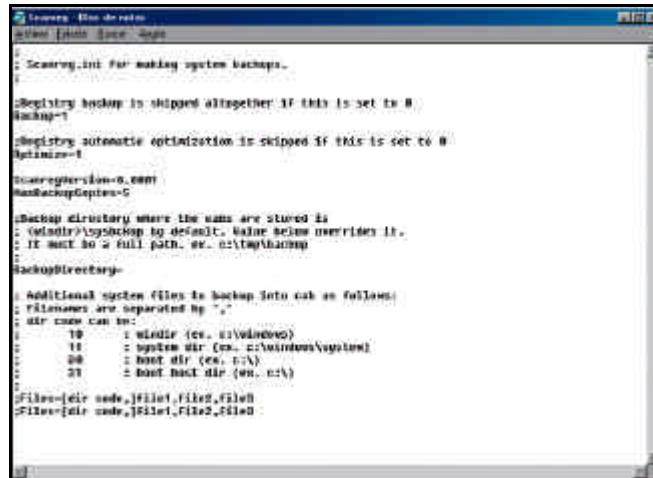 Scanreg - Bloc de notas
Archivo Edición Buscar Ayuda
;
; Scanreg.ini for making system backups.
;
;Registry backup is skipped altogether if this is set to 0
Backup=1
;Registry automatic optimization is skipped if this is set to 0
Optimize=1
ScanregVersion=0.0001
MaxBackupCopies=5
;Backup directory where the cabs are stored is
; <windir>\sysbckup by default. Value below overrides it.
; It must be a full path. ex. c:\tmp\backup
;
BackupDirectory=
; Additional system files to backup into cab as follows:
; Filenames are separated by ','
; dir code can be:
; 10 : windir (ex. c:\windows)
; 11 : system dir (ex. c:\windows\system)
; 30 : boot dir (ex. c:\)
; 31 : boot host dir (ex. c:\)
;
;Files=[dir code,]file1,file2,file3
;Files=[dir code,]file1,file2,file3